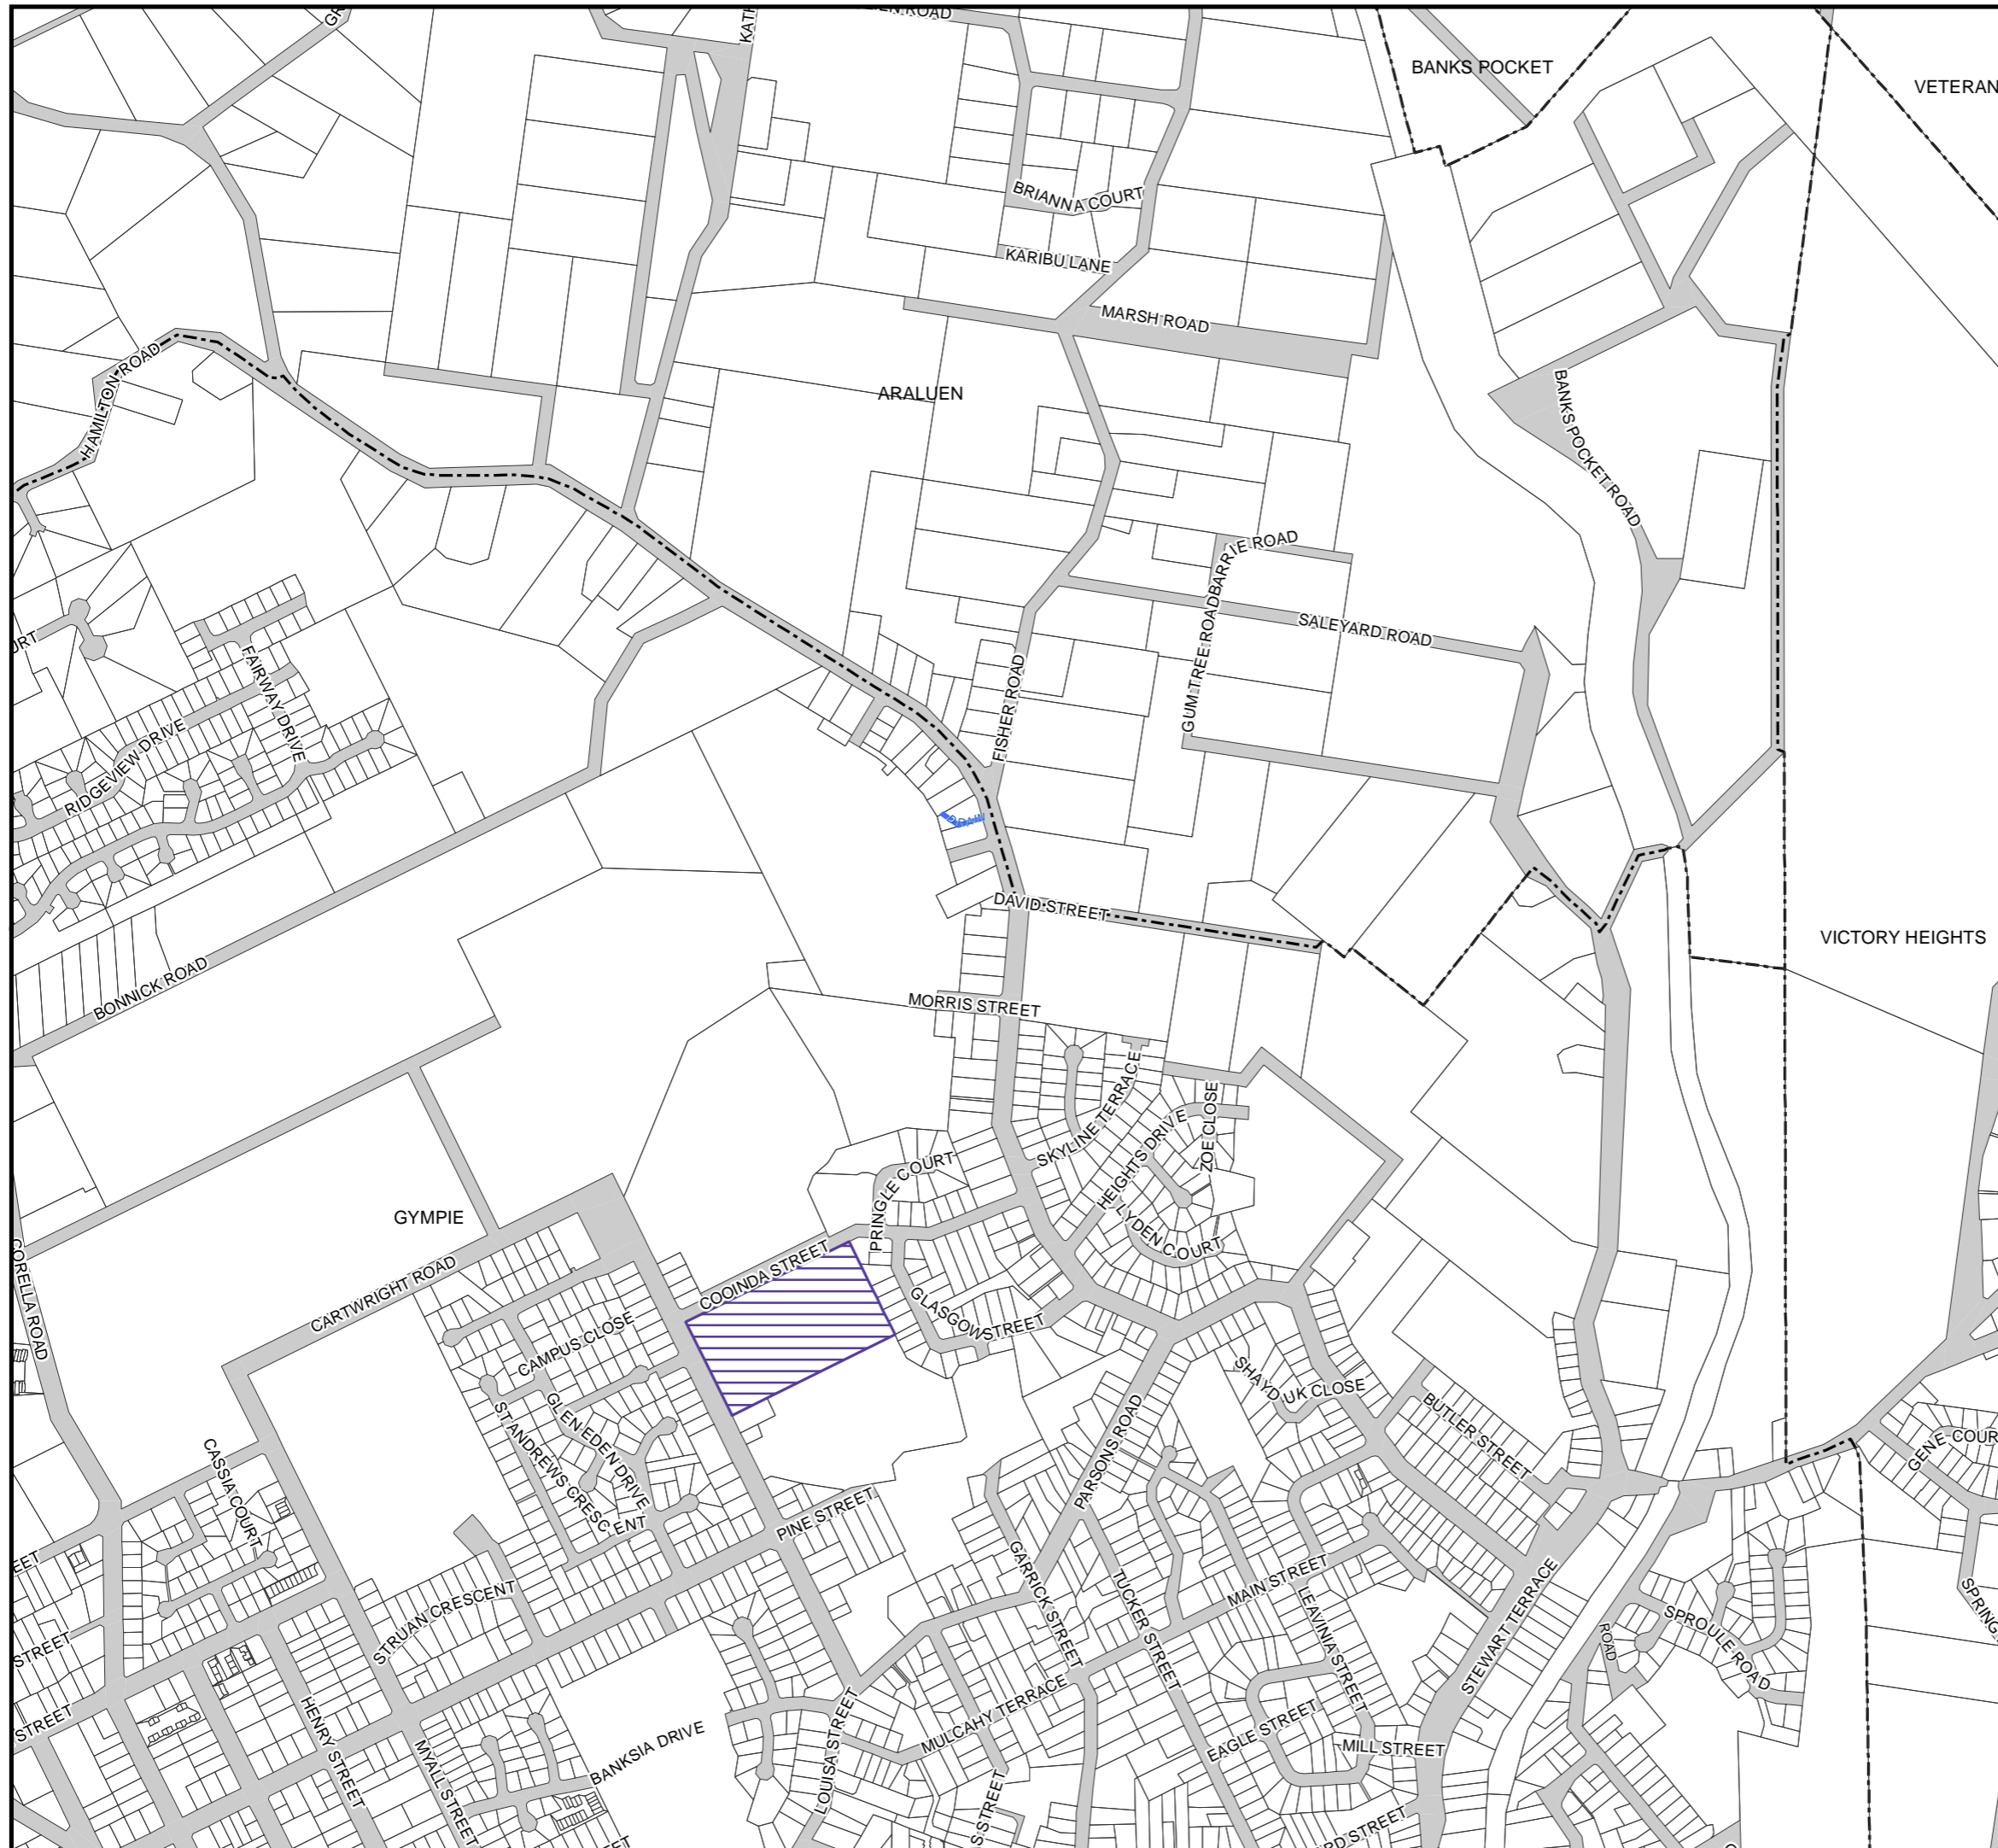 BANKS POCKET
BRIANNA COURT
KARIBU LANE
MARSH ROAD
HAMILTON ROAD
ARALUEN
BANKS POCKET ROAD
BARRIE ROAD
GUM TREE ROAD
SALEYARD ROAD
FAIRWAY DRIVE
FISHER ROAD
RIDGEVIEW DRIVE
DRAIN
DAVID STREET
VICTORY HEIGHTS
BONNICK ROAD
MORRIS STREET
SKYLINE TERRACE
ZOE CLOSE
HEIGHTS DRIVE
PRINGLE COURT
GYMPIE
LYDEN COURT
COOINDA STREET
CORELLA ROAD
CARTWRIGHT ROAD
GLASGOW STREET
CAMPUS CLOSE
SHAYDUK CLOSE
BUTLER STREET
GLEN EDEN DRIVE
ST ANDREWS CRESCENT
PARSONS ROAD
CASSIA COURT
PINE STREET
GARRICK STREET
TUCKER STREET
MAIN STREET
LEAVINIA STREET
STEWART TERRACE
STRUAN CRESCENT
SPROULE ROAD
ROAD
STREET
STREET
HENRY STREET
MYALL STREET
BANKSIA DRIVE
LOUISA STREET
MULCAHY TERRACE
EAGLE STREET
MILL STREET